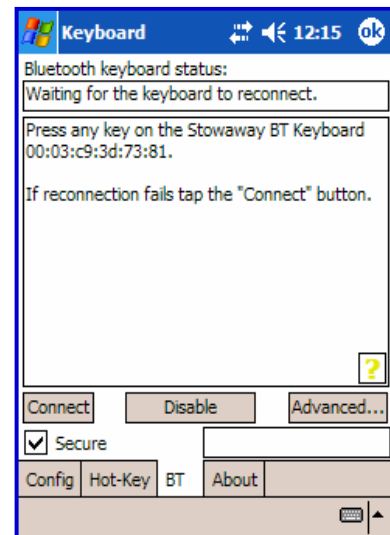 Keyboard 12:15 ok
Bluetooth keyboard status:
Waiting for the keyboard to reconnect.
Press any key on the Stowaway BT Keyboard
00:03:c9:3d:73:81.
If reconnection fails tap the "Connect" button.
?
Connect Disable Advanced...
Secure
Config Hot-Key BT About